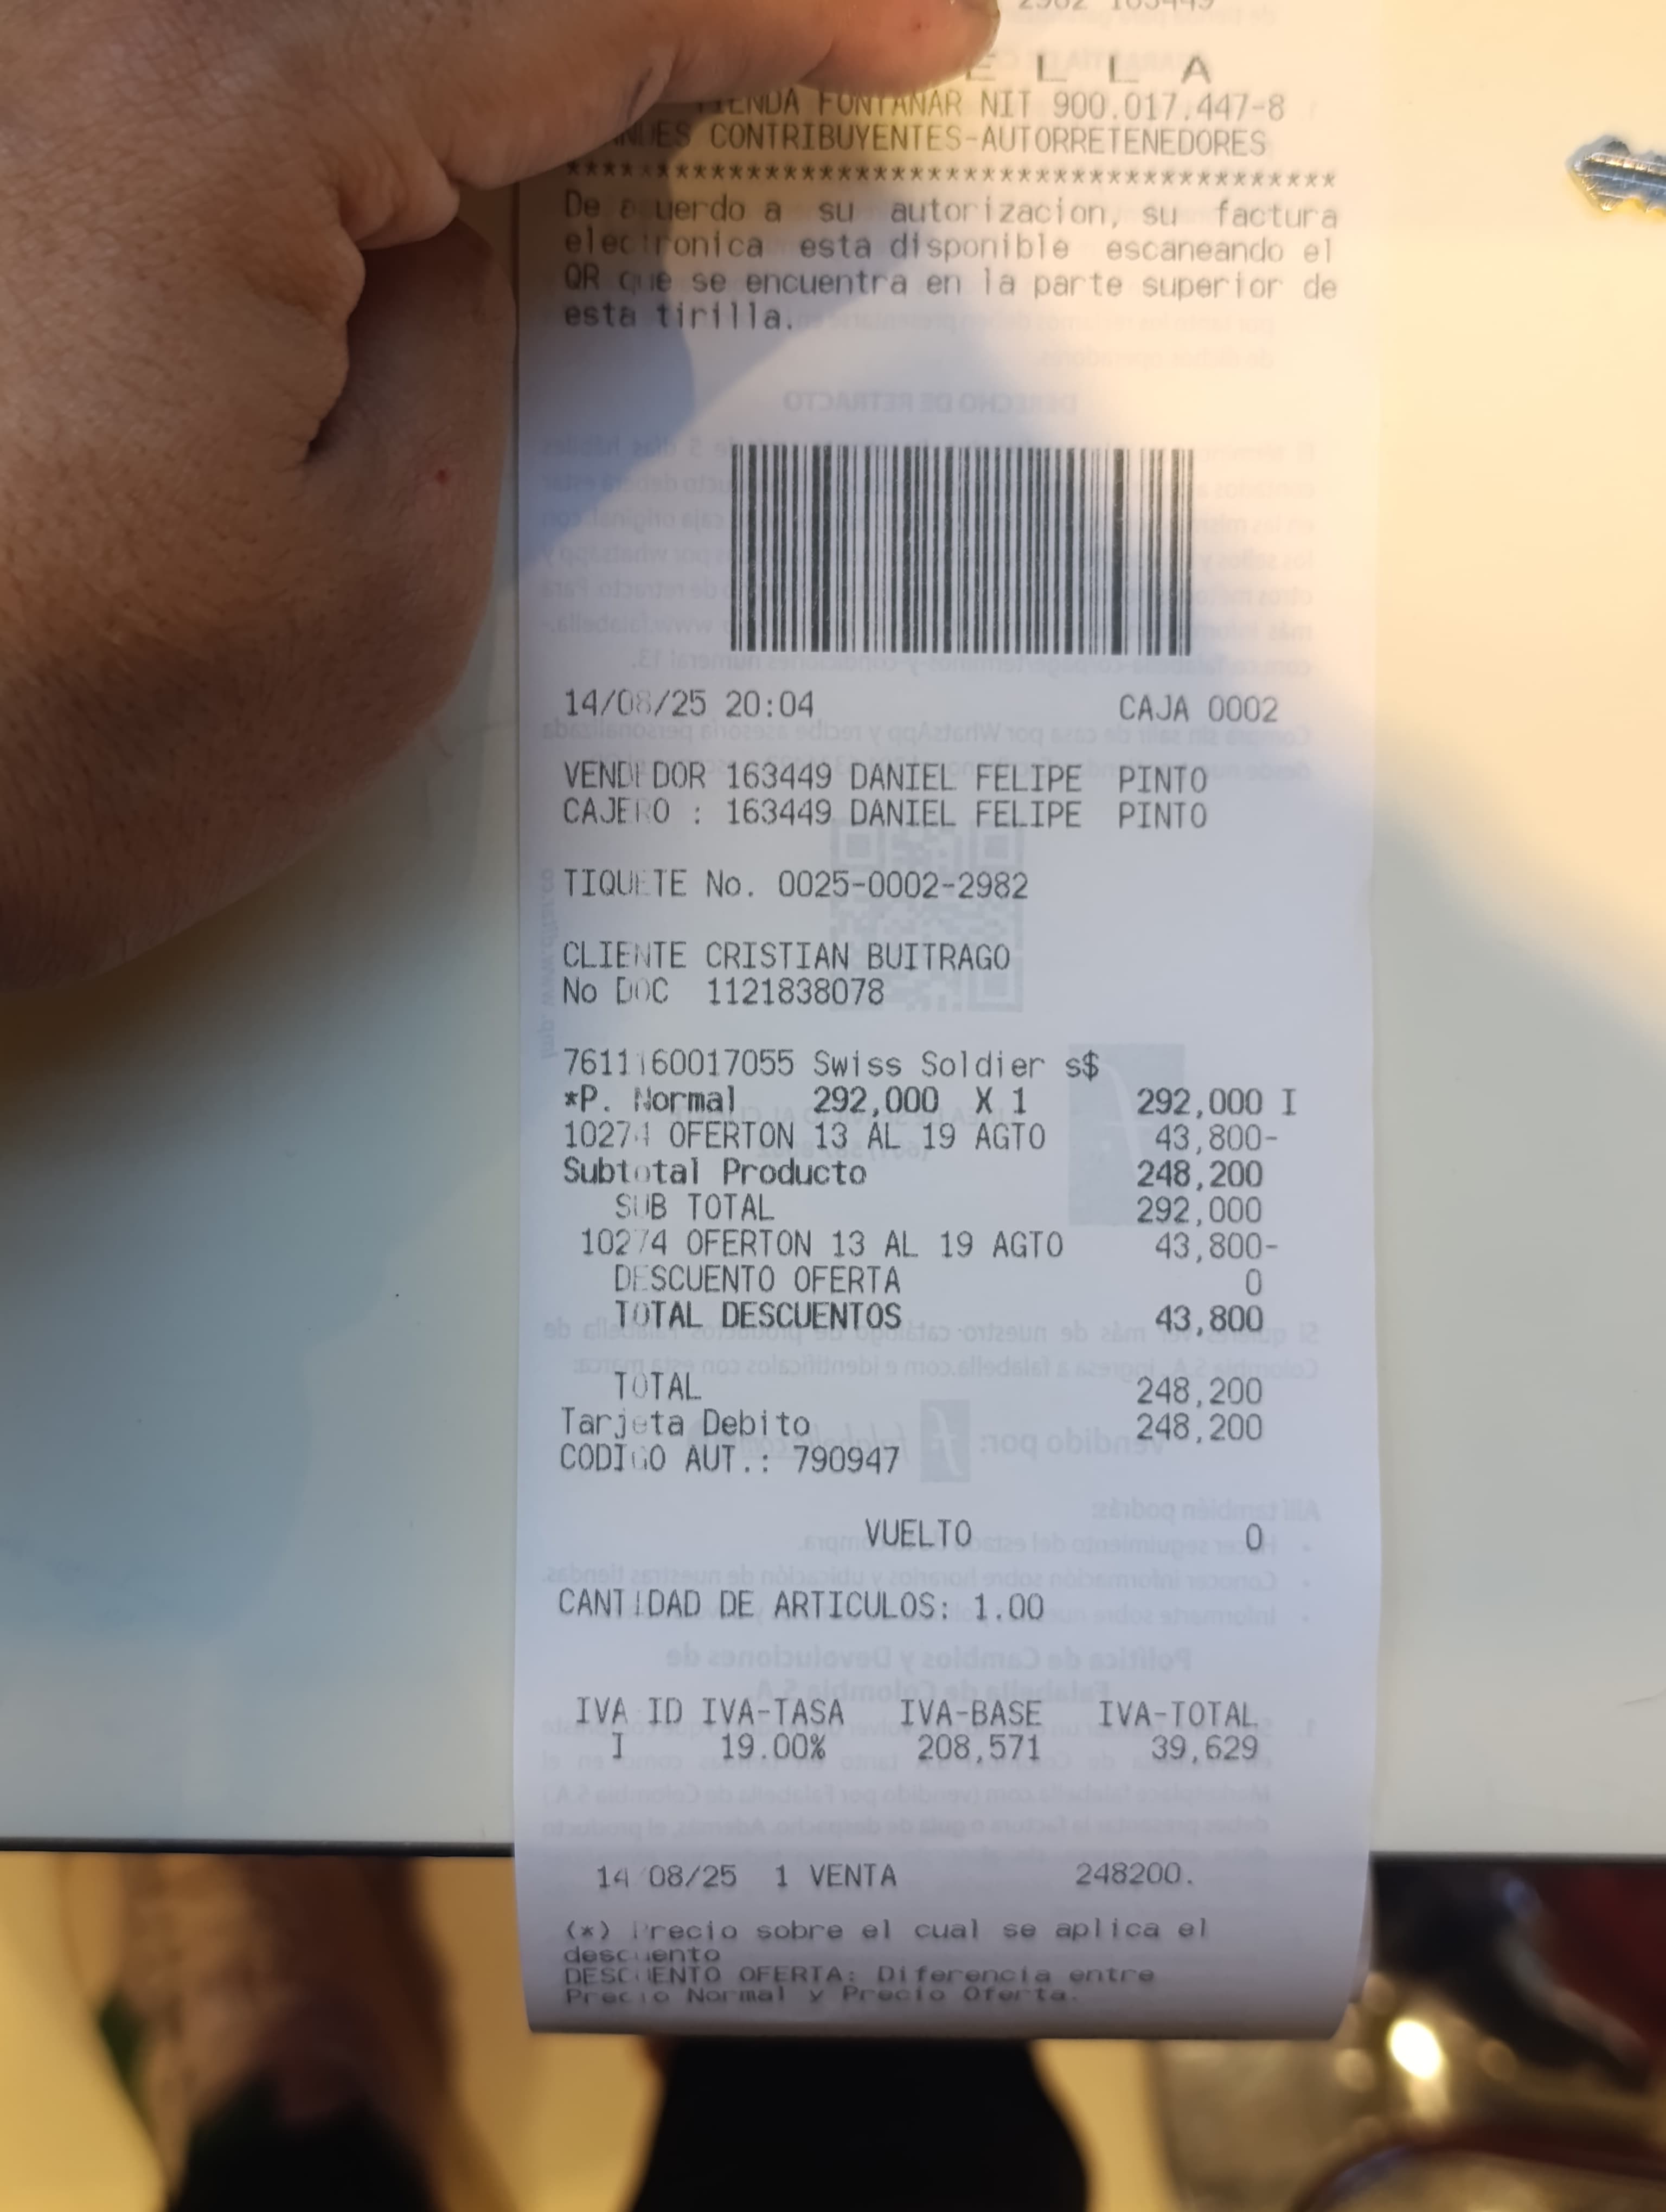 E L L A
TIENDA FONTANAR NIT 900.017.447-8
CONTRIBUYENTES-AUTORRETENEDORES
*******************************************
De acuerdo a su autorizacion, su factura
electronica esta disponible escaneando el
QR que se encuentra en la parte superior de
esta tirilla.
14/08/25 20:04 CAJA 0002
VENDEDOR 163449 DANIEL FELIPE PINTO
CAJERO : 163449 DANIEL FELIPE PINTO
TIQUETE No. 0025-0002-2982
CLIENTE CRISTIAN BUITRAGO
No DOC 1121838078
7611160017055 Swiss Soldier s$
*P. Normal 292,000 X 1 292,000 I
10274 OFERTON 13 AL 19 AGTO 43,800-
Subtotal Producto 248,200
SUB TOTAL 292,000
10274 OFERTON 13 AL 19 AGTO 43,800-
DESCUENTO OFERTA 0
TOTAL DESCUENTOS 43,800
TOTAL 248,200
Tarjeta Debito 248,200
CODIGO AUT.: 790947
VUELTO 0
CANTIDAD DE ARTICULOS: 1.00
IVA ID IVA-TASA IVA-BASE IVA-TOTAL
I 19.00% 208,571 39,629
14 08/25 1 VENTA 248200.
(*) Precio sobre el cual se aplica el
descuento
DESCUENTO OFERTA: Diferencia entre
Precio Normal y Precio Oferta.